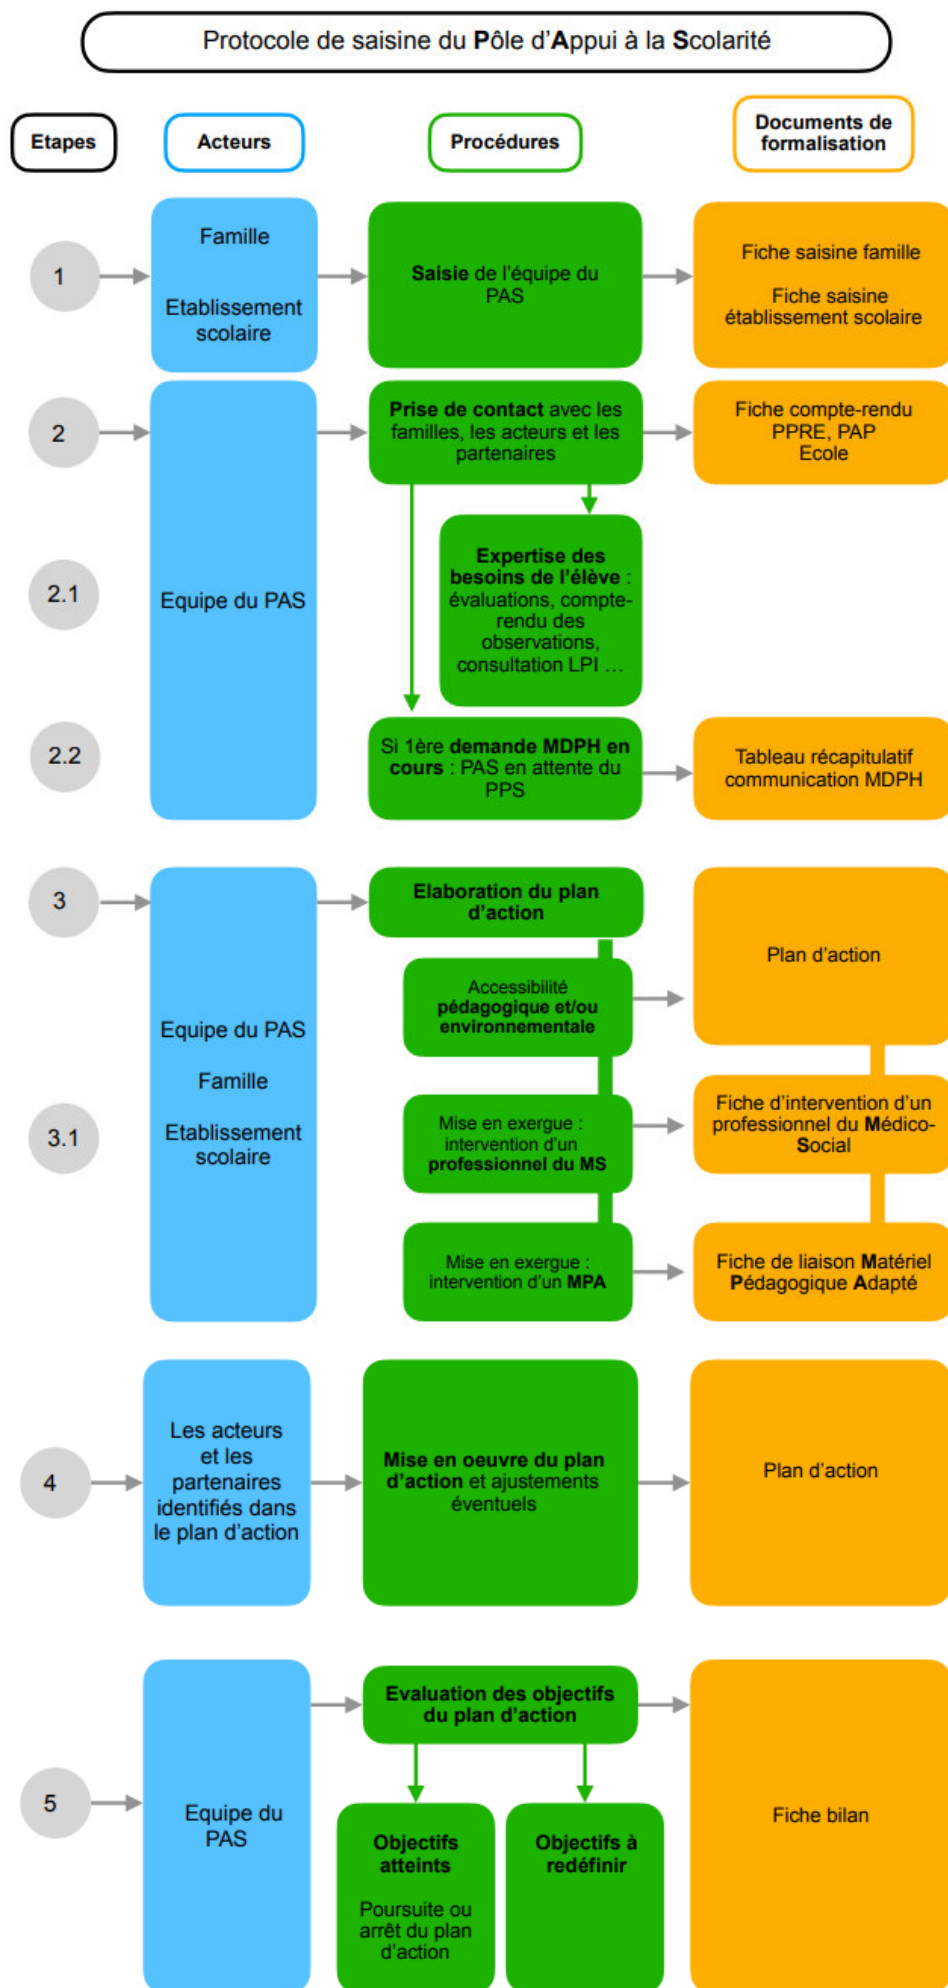 Protocole de saisine du Pôle d'Appui à la Scolarité
Etapes
Acteurs
Procédures
Documents de
formalisation
1
Famille
Etablissement
scolaire
Saisie de l'équipe du
PAS
Fiche saisine famille
Fiche saisine
établissement scolaire
2
Prise de contact avec les
familles, les acteurs et les
partenaires
Fiche compte-rendu
PPRE, PAP
Ecole
2.1
Equipe du PAS
Expertise des
besoins de l'élève :
évaluations, compte-
rendu des
observations,
consultation LPI ...
2.2
Si 1ère demande MDPH en
cours : PAS en attente du
PPS
Tableau récapitulatif
communication MDPH
3
Elaboration du plan
d'action
Plan d'action
Accessibilité
pédagogique et/ou
environnementale
Equipe du PAS
Famille
Etablissement
scolaire
3.1
Mise en exergue :
intervention d'un
professionnel du MS
Fiche d'intervention d'un
professionnel du Médico-
Social
Mise en exergue :
intervention d'un MPA
Fiche de liaison Matériel
Pédagogique Adapté
4
Les acteurs
et les
partenaires
identifiés dans
le plan d'action
Mise en oeuvre du plan
d'action et ajustements
éventuels
Plan d'action
5
Equipe du
PAS
Evaluation des objectifs
du plan d'action
Objectifs
atteints
Poursuite ou
arrêt du plan
d'action
Objectifs à
redéfinir
Fiche bilan